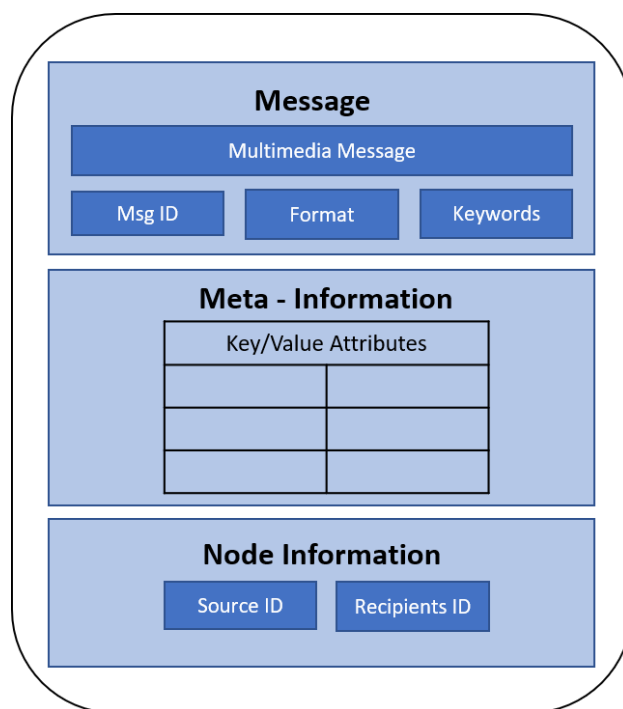 Message
Multimedia Message
Msg ID
Format
Keywords
Meta - Information
Key/Value Attributes
Node Information
Source ID
Recipients ID